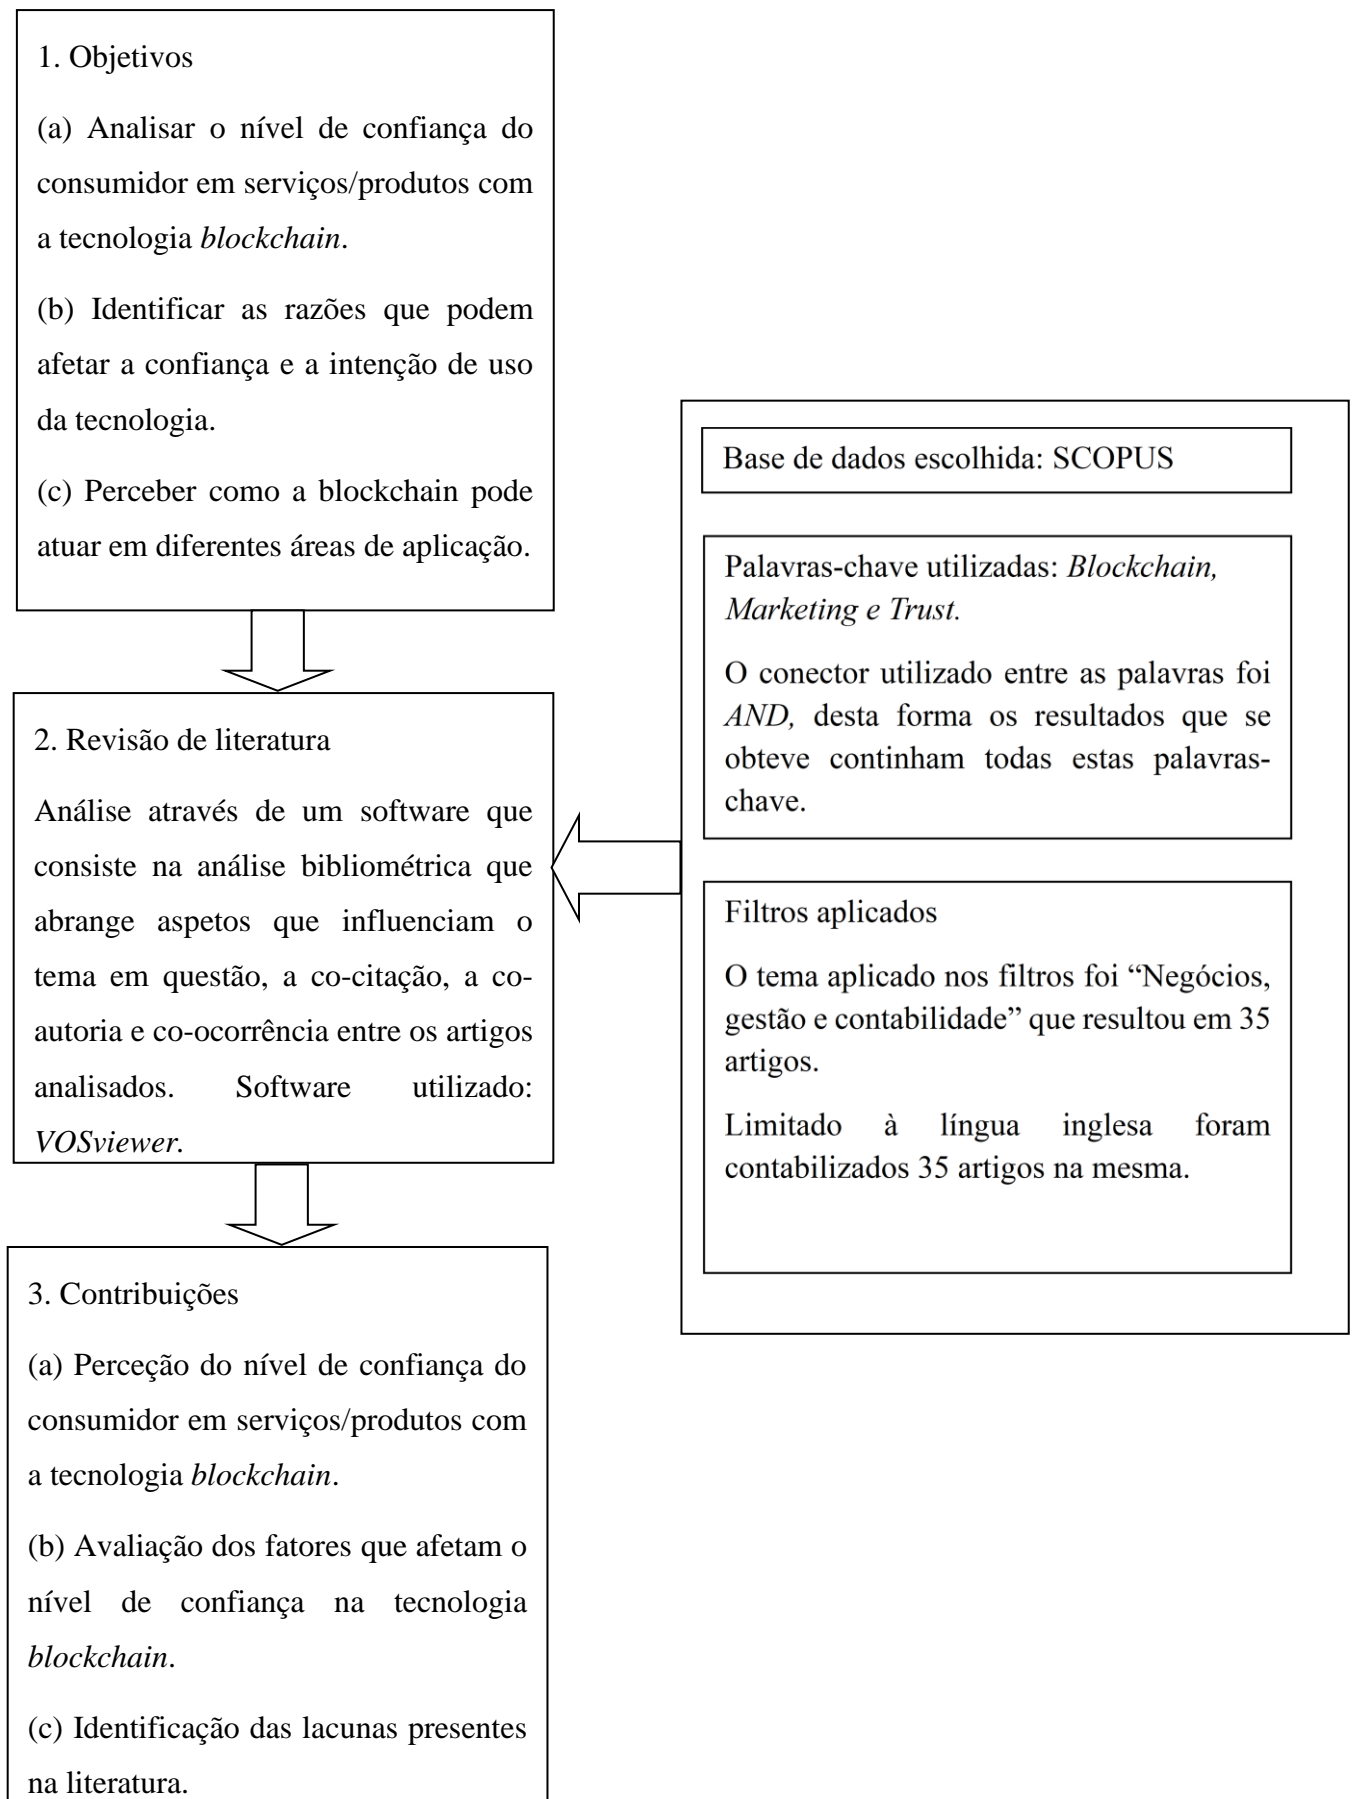 1. Objetivos
(a) Analisar o nível de confiança do
consumidor em serviços/produtos com
a tecnologia blockchain.
(b) Identificar as razões que podem
afetar a confiança e a intenção de uso
da tecnologia.
(c) Perceber como a blockchain pode
atuar em diferentes áreas de aplicação.
2. Revisão de literatura
Análise através de um software que
consiste na análise bibliométrica que
abrange aspetos que influenciam o
tema em questão, a co-citação, a co-
autoria e co-ocorrência entre os artigos
analisados. Software utilizado:
VOSviewer.
Base de dados escolhida: SCOPUS
Palavras-chave utilizadas: Blockchain,
Marketing e Trust.
O conector utilizado entre as palavras foi
AND, desta forma os resultados que se
obteve continham todas estas palavras-
chave.
Filtros aplicados
O tema aplicado nos filtros foi “Negócios,
gestão e contabilidade” que resultou em 35
artigos.
Limitado à língua inglesa foram
contabilizados 35 artigos na mesma.
3. Contribuições
(a) Perceção do nível de confiança do
consumidor em serviços/produtos com
a tecnologia blockchain.
(b) Avaliação dos fatores que afetam o
nível de confiança na tecnologia
blockchain.
(c) Identificação das lacunas presentes
na literatura.